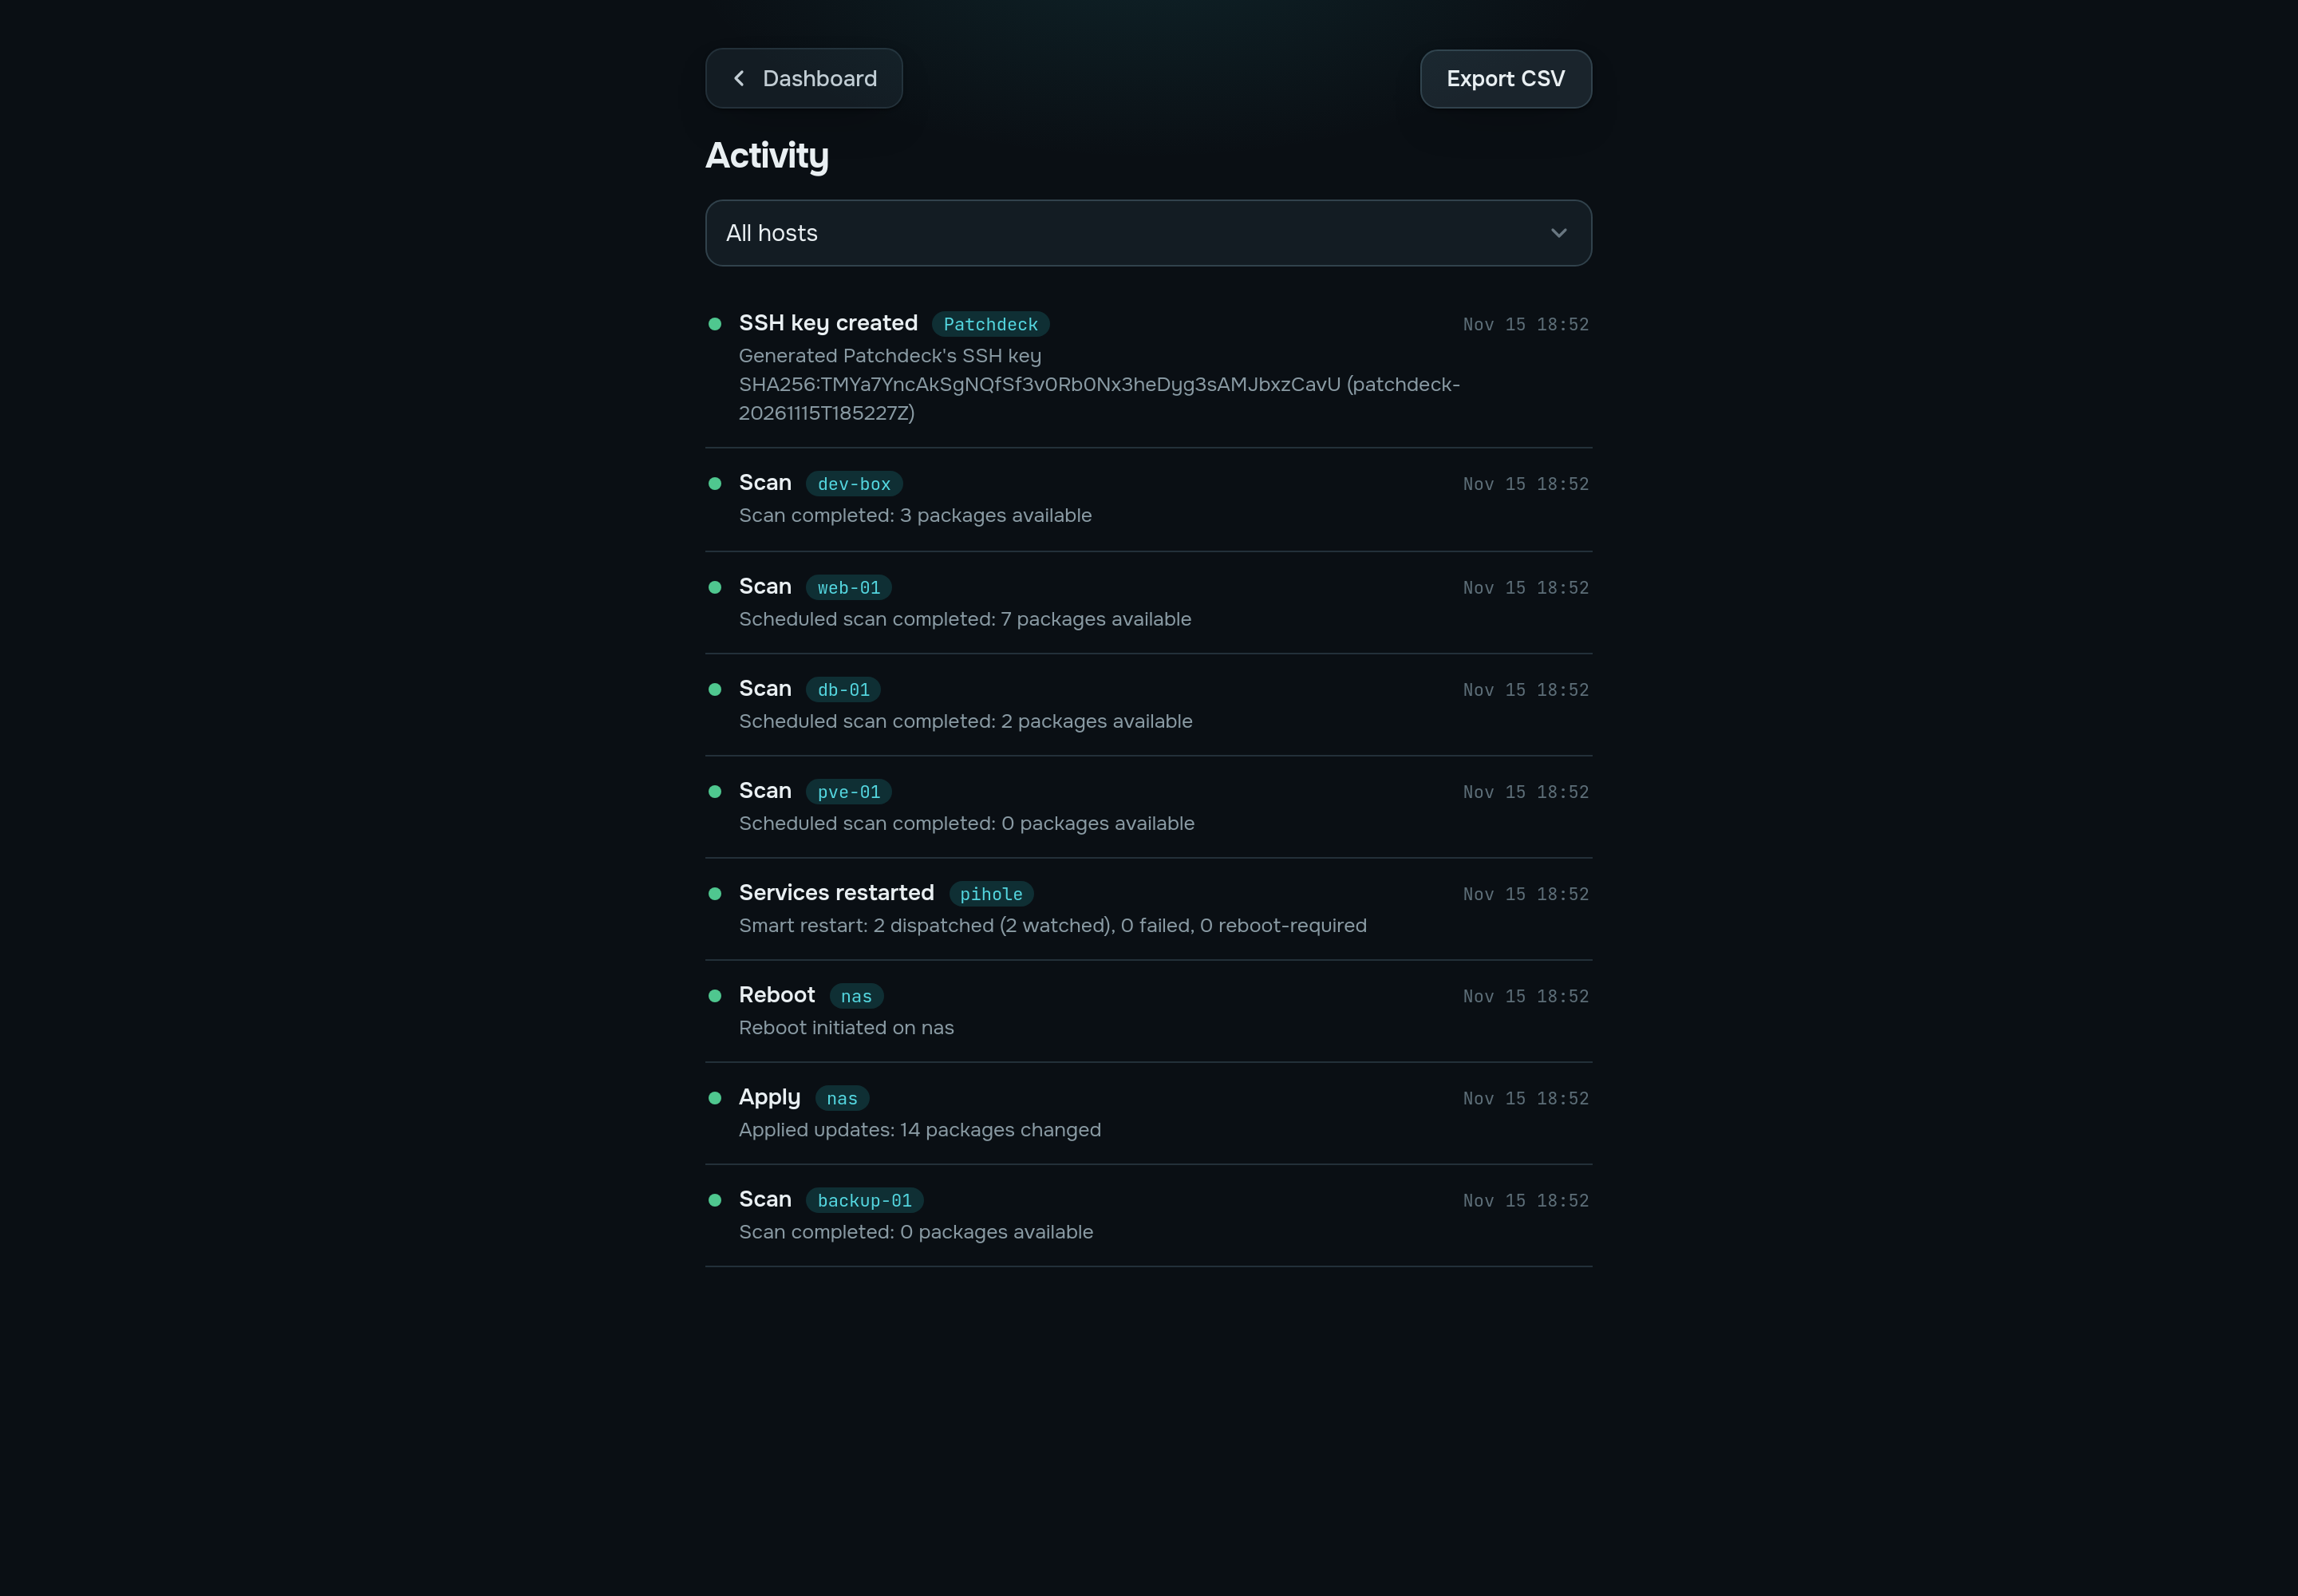 Dashboard
Export CSV
Activity
All hosts
SSH key created Patchdeck Nov 15 18:52
Generated Patchdeck's SSH key
SHA256:TMYa7YncAkSgNQfSf3v0Rb0Nx3heDyg3sAMJbxzCavU (patchdeck-
20261115T185227Z)
Scan dev-box Nov 15 18:52
Scan completed: 3 packages available
Scan web-01 Nov 15 18:52
Scheduled scan completed: 7 packages available
Scan db-01 Nov 15 18:52
Scheduled scan completed: 2 packages available
Scan pve-01 Nov 15 18:52
Scheduled scan completed: 0 packages available
Services restarted pihole Nov 15 18:52
Smart restart: 2 dispatched (2 watched), 0 failed, 0 reboot-required
Reboot nas Nov 15 18:52
Reboot initiated on nas
Apply nas Nov 15 18:52
Applied updates: 14 packages changed
Scan backup-01 Nov 15 18:52
Scan completed: 0 packages available